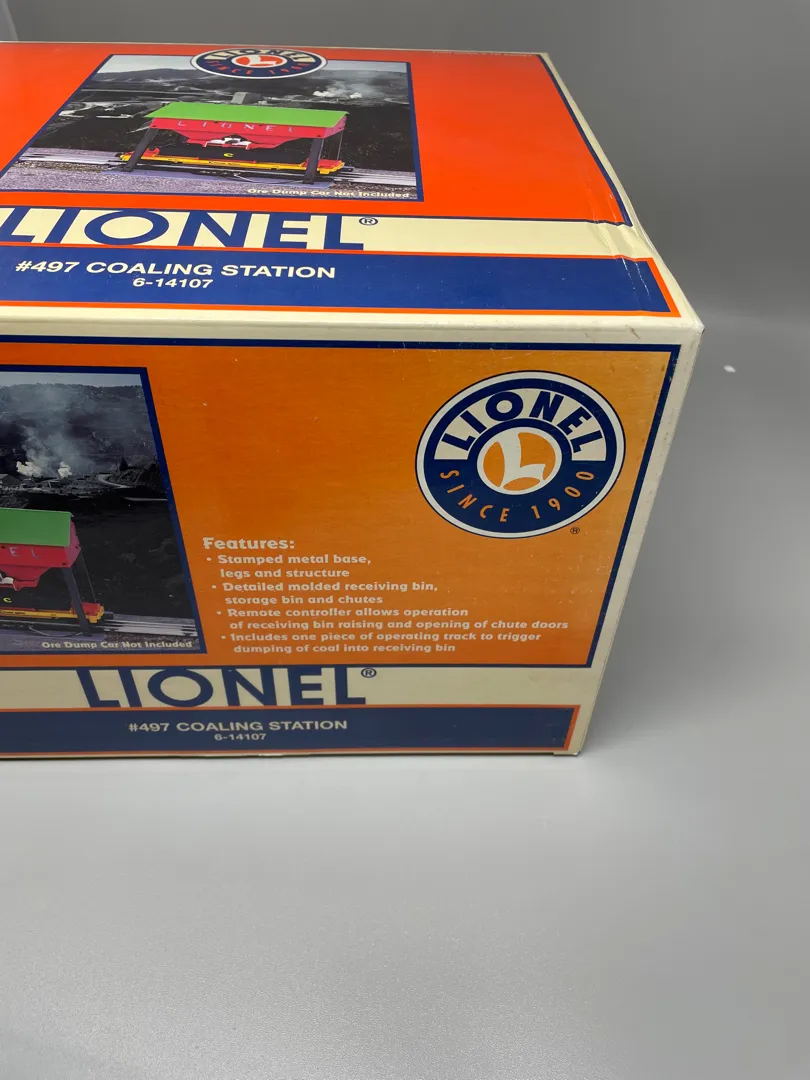 LIONEL
SINCE 1900
LIONEL
Ore Dump Car Not Included
LIONEL®
#497 COALING STATION
6-14107
LIONEL
L
SINCE 1900
®
E L
Features:
• Stamped metal base,
legs and structure
• Detailed molded receiving bin,
storage bin and chutes
• Remote controller allows operation
of receiving bin raising and opening of chute doors
• Includes one piece of operating track to trigger
dumping of coal into receiving bin
Ore Dump Car Not Included
LIONEL®
#497 COALING STATION
6-14107